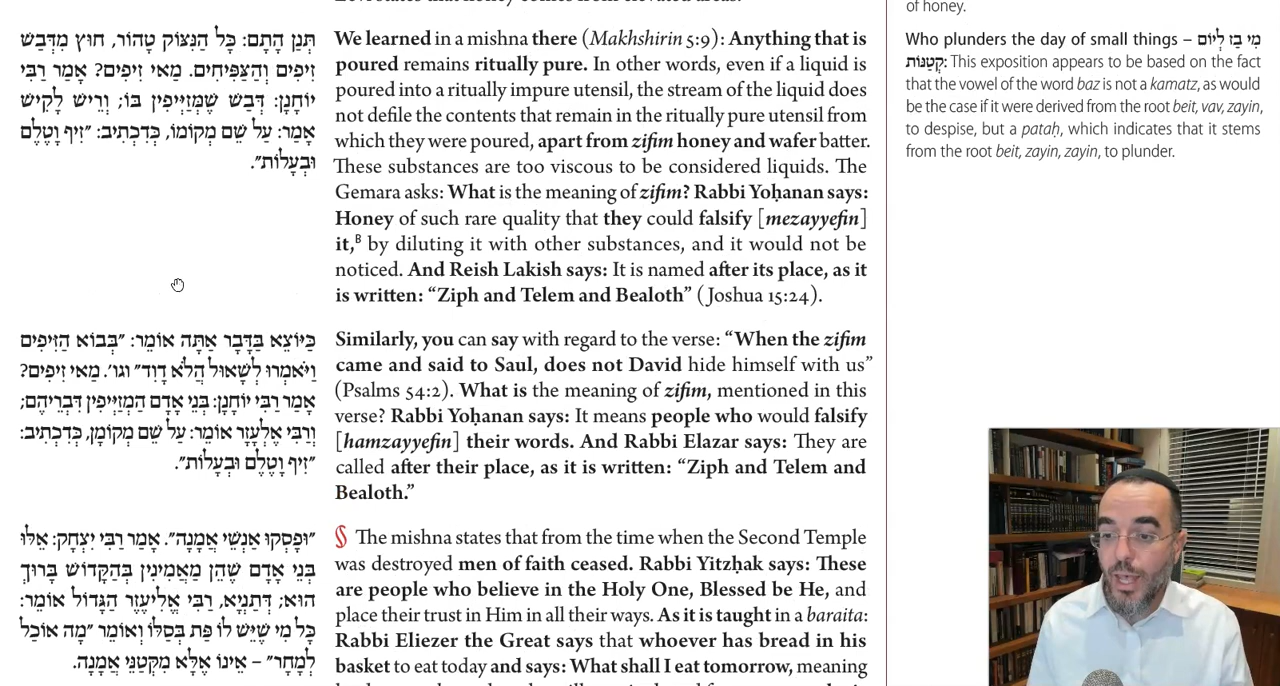 of honey.
תְּנַן הָתָם: כׇּל הַנִּצּוֹק טָהוֹר, חוּץ מִדְּבַשׁ
זִיפִים וְהַצַּפִּיחִים. מַאי זִיפִים? אָמַר רַבִּי
יוֹחָנָן: דְּבַשׁ שֶׁמְּזַיְּיפִין בּוֹ; וְרֵישׁ לָקִישׁ
אָמַר: עַל שֵׁם מְקוֹמוֹ, כְּדִכְתִיב: ״זִיף וָטֶלֶם
וּבְעָלוֹת״.
We learned in a mishna there (Makhshirin 5:9): Anything that is
poured remains ritually pure. In other words, even if a liquid is
poured into a ritually impure utensil, the stream of the liquid does
not defile the contents that remain in the ritually pure utensil from
which they were poured, apart from zifim honey and wafer batter.
These substances are too viscous to be considered liquids. The
Gemara asks: What is the meaning of zifim? Rabbi Yoḥanan says:
Honey of such rare quality that they could falsify [mezayyefin]
it,B by diluting it with other substances, and it would not be
noticed. And Reish Lakish says: It is named after its place, as it
is written: “Ziph and Telem and Bealoth” (Joshua 15:24).
Who plunders the day of small things – מִי בַז לְיוֹם
קְטַנּוֹת: This exposition appears to be based on the fact
that the vowel of the word baz is not a kamatz, as would
be the case if it were derived from the root beit, vav, zayin,
to despise, but a pataḥ, which indicates that it stems
from the root beit, zayin, zayin, to plunder.
כַּיּוֹצֵא בַּדָּבָר אַתָּה אוֹמֵר: ״בְּבוֹא הַזִּיפִים
וַיֹּאמְרוּ לְשָׁאוּל הֲלֹא דָוִד״ וגו׳. מַאי זִיפִים?
אָמַר רַבִּי יוֹחָנָן: בְּנֵי אָדָם הַמְזַיְּיפִין דִּבְרֵיהֶם;
וְרַבִּי אֶלְעָזָר אוֹמֵר: עַל שֵׁם מְקוֹמָן, כְּדִכְתִיב:
״זִיף וָטֶלֶם וּבְעָלוֹת״.
Similarly, you can say with regard to the verse: “When the zifim
came and said to Saul, does not David hide himself with us”
(Psalms 54:2). What is the meaning of zifim, mentioned in this
verse? Rabbi Yoḥanan says: It means people who would falsify
[hamzayyefin] their words. And Rabbi Elazar says: They are
called after their place, as it is written: “Ziph and Telem and
Bealoth.”
״וּפָסְקוּ אַנְשֵׁי אֲמָנָה״. אָמַר רַבִּי יִצְחָק: אֵלּוּ
בְּנֵי אָדָם שֶׁהֵן מַאֲמִינִין בְּהַקָּדוֹשׁ בָּרוּךְ
הוּא; דְּתַנְיָא, רַבִּי אֱלִיעֶזֶר הַגָּדוֹל אוֹמֵר:
כׇּל מִי שֶׁיֵּשׁ לוֹ פַּת בְּסַלּוֹ וְאוֹמֵר ״מָה אוֹכַל
לְמָחָר״ – אֵינוֹ אֶלָּא מִקְּטַנֵּי אֲמָנָה.
§ The mishna states that from the time when the Second Temple
was destroyed men of faith ceased. Rabbi Yitzḥak says: These
are people who believe in the Holy One, Blessed be He, and
place their trust in Him in all their ways. As it is taught in a baraita:
Rabbi Eliezer the Great says that whoever has bread in his
basket to eat today and says: What shall I eat tomorrow, meaning